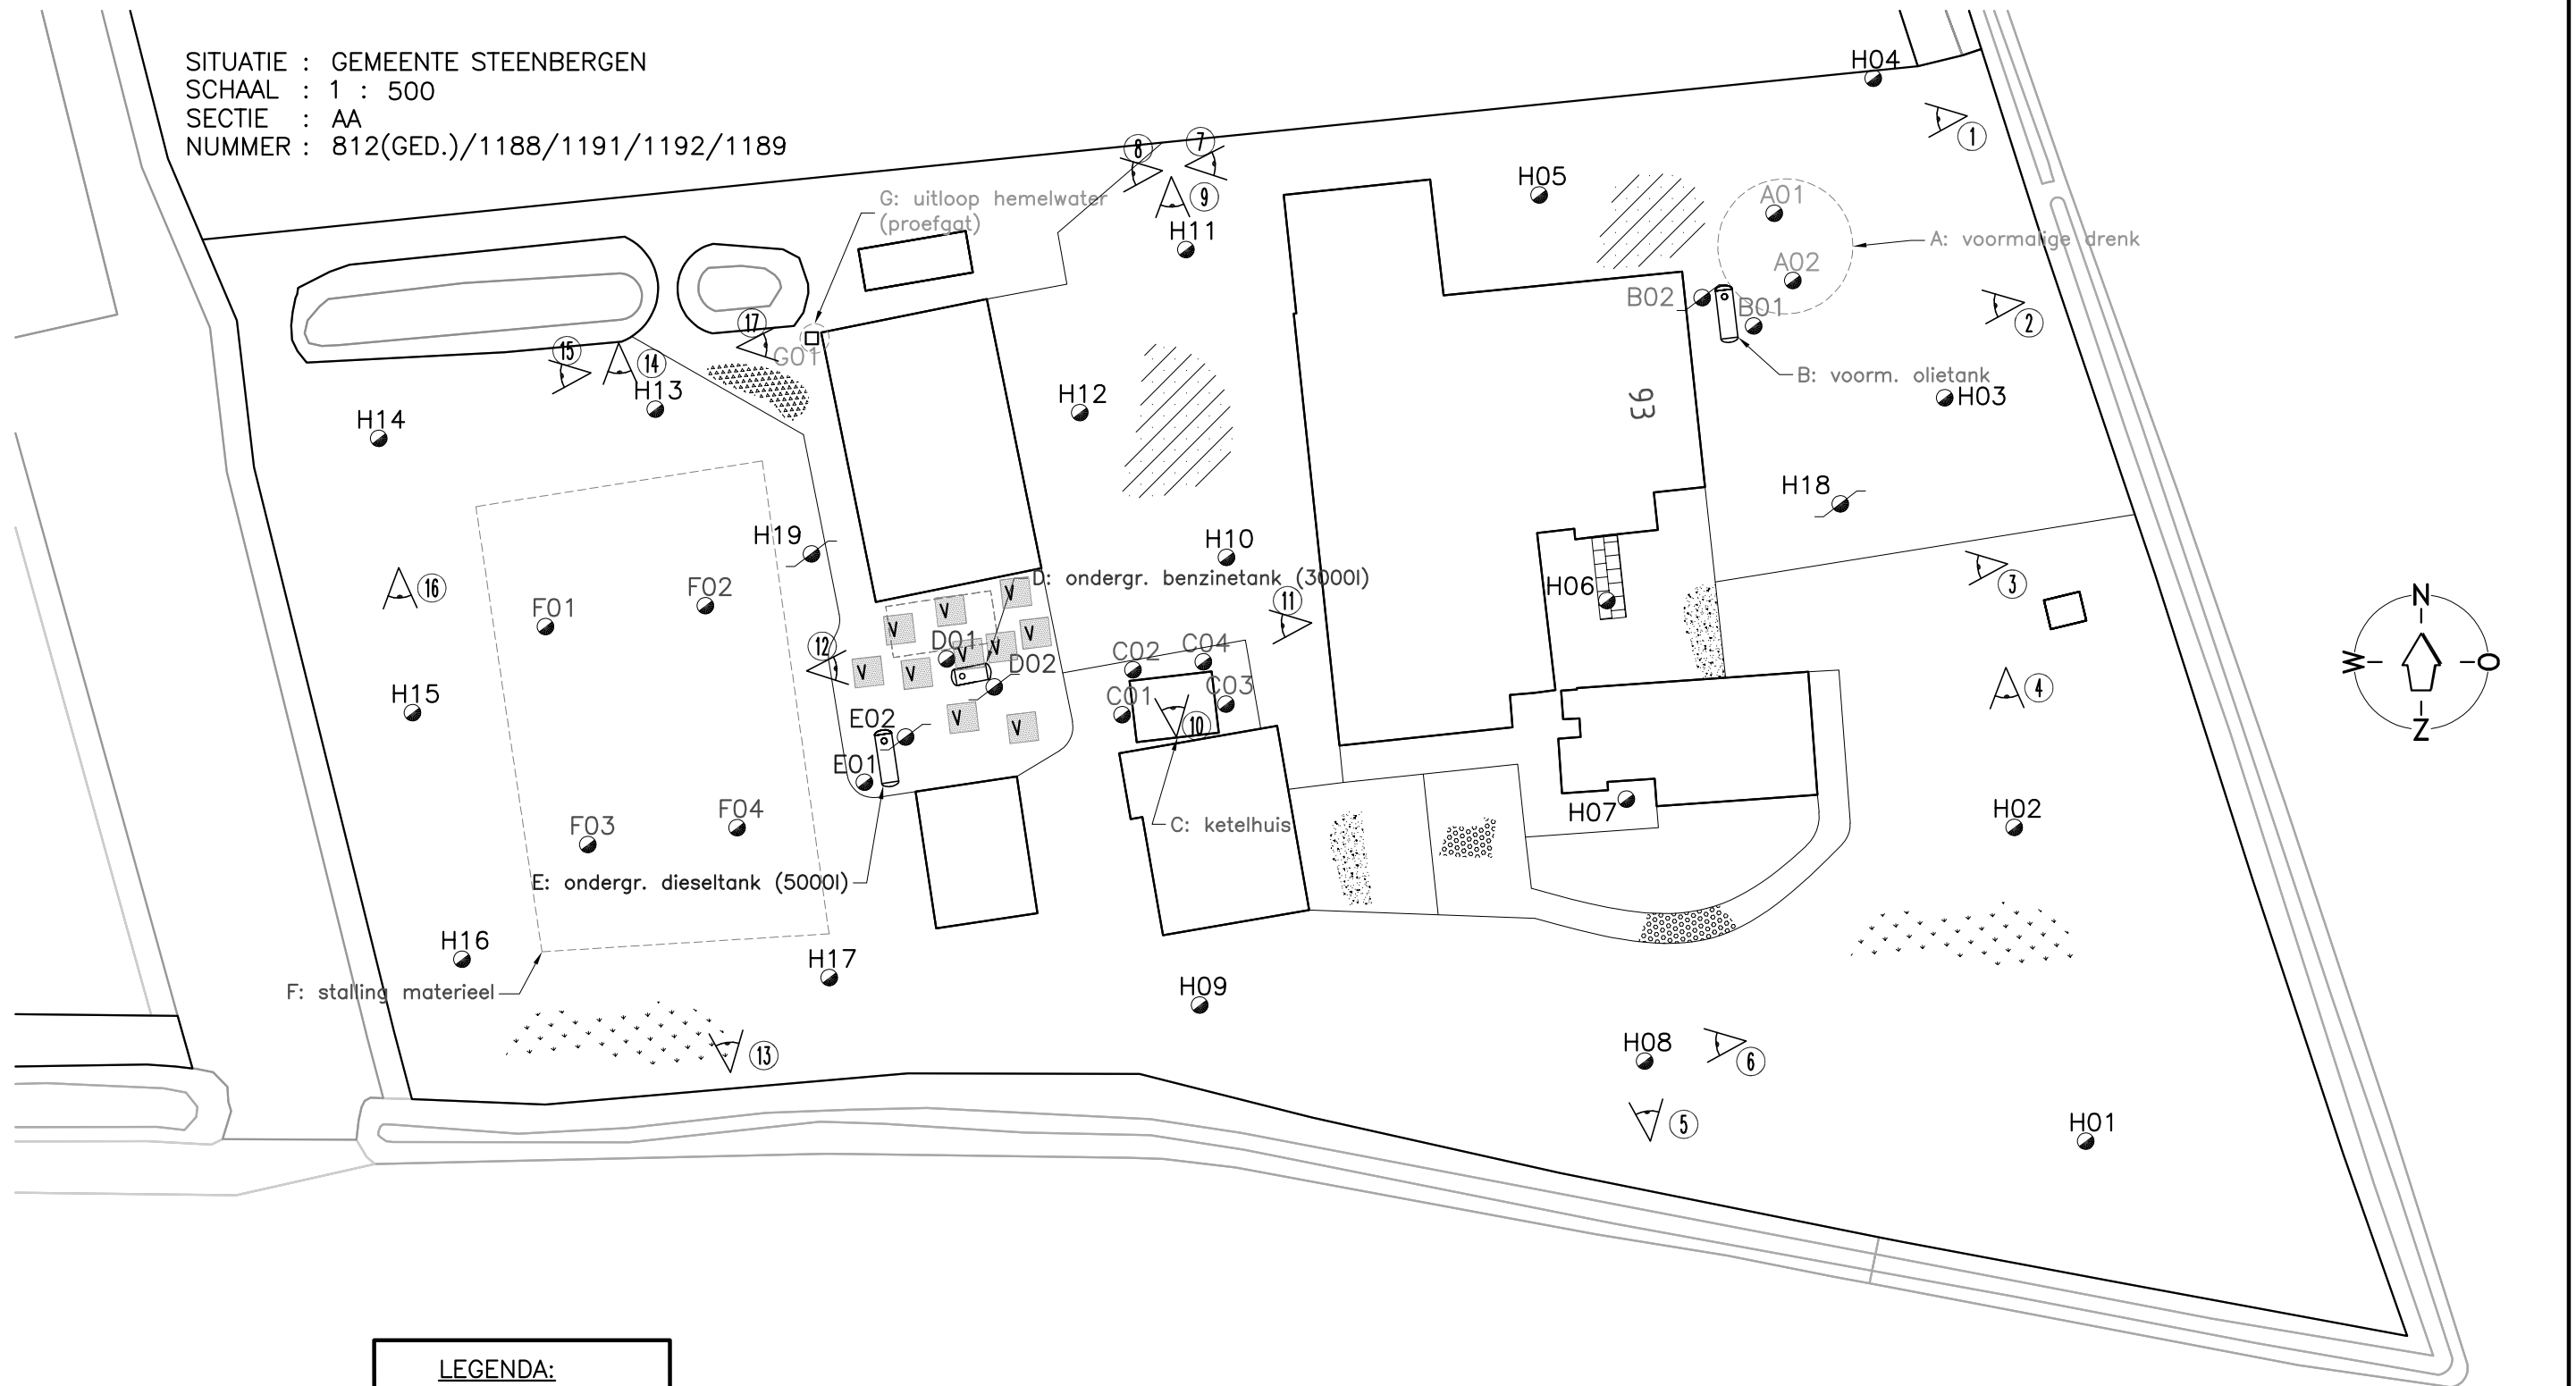 SITUATIE : GEMEENTE STEENBERGEN
SCHAAL : 1 : 500
SECTIE : AA
NUMMER : 812(GED.)/1188/1191/1192/1189
H04
1
8
7
9
H05
A01
G: uitloop hemelwater
(proefgat)
H11
A: voormalige drenk
A02
B02
B01
2
17
15
14
G01
H13
H12
B: voorm. olietank
93
H03
H14
H18
H19
H10
D: ondergr. benzinetank (3000l)
3
16
F01
F02
H06
11
V
V
V
V
V
V
V
V
V
V
12
D01
D02
C02
C04
H15
C01
C03
10
4
E02
E01
N
W
O
Z
F03
F04
C: ketelhuis
H07
H02
E: ondergr. dieseltank (5000l)
H16
H17
F: stalling materieel
H09
13
H08
6
5
H01
LEGENDA: